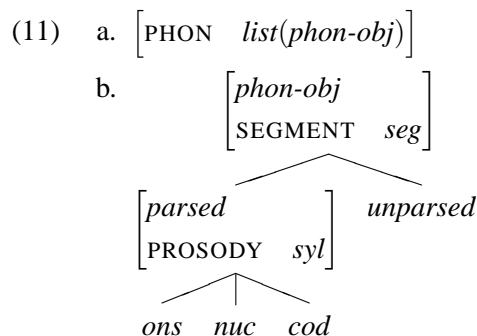 (11) a. [PHON list(phon-obj)]
b. [phon-obj
SEGMENT seg]
[parsed unparsed
PROSODY syl]
ons nuc cod